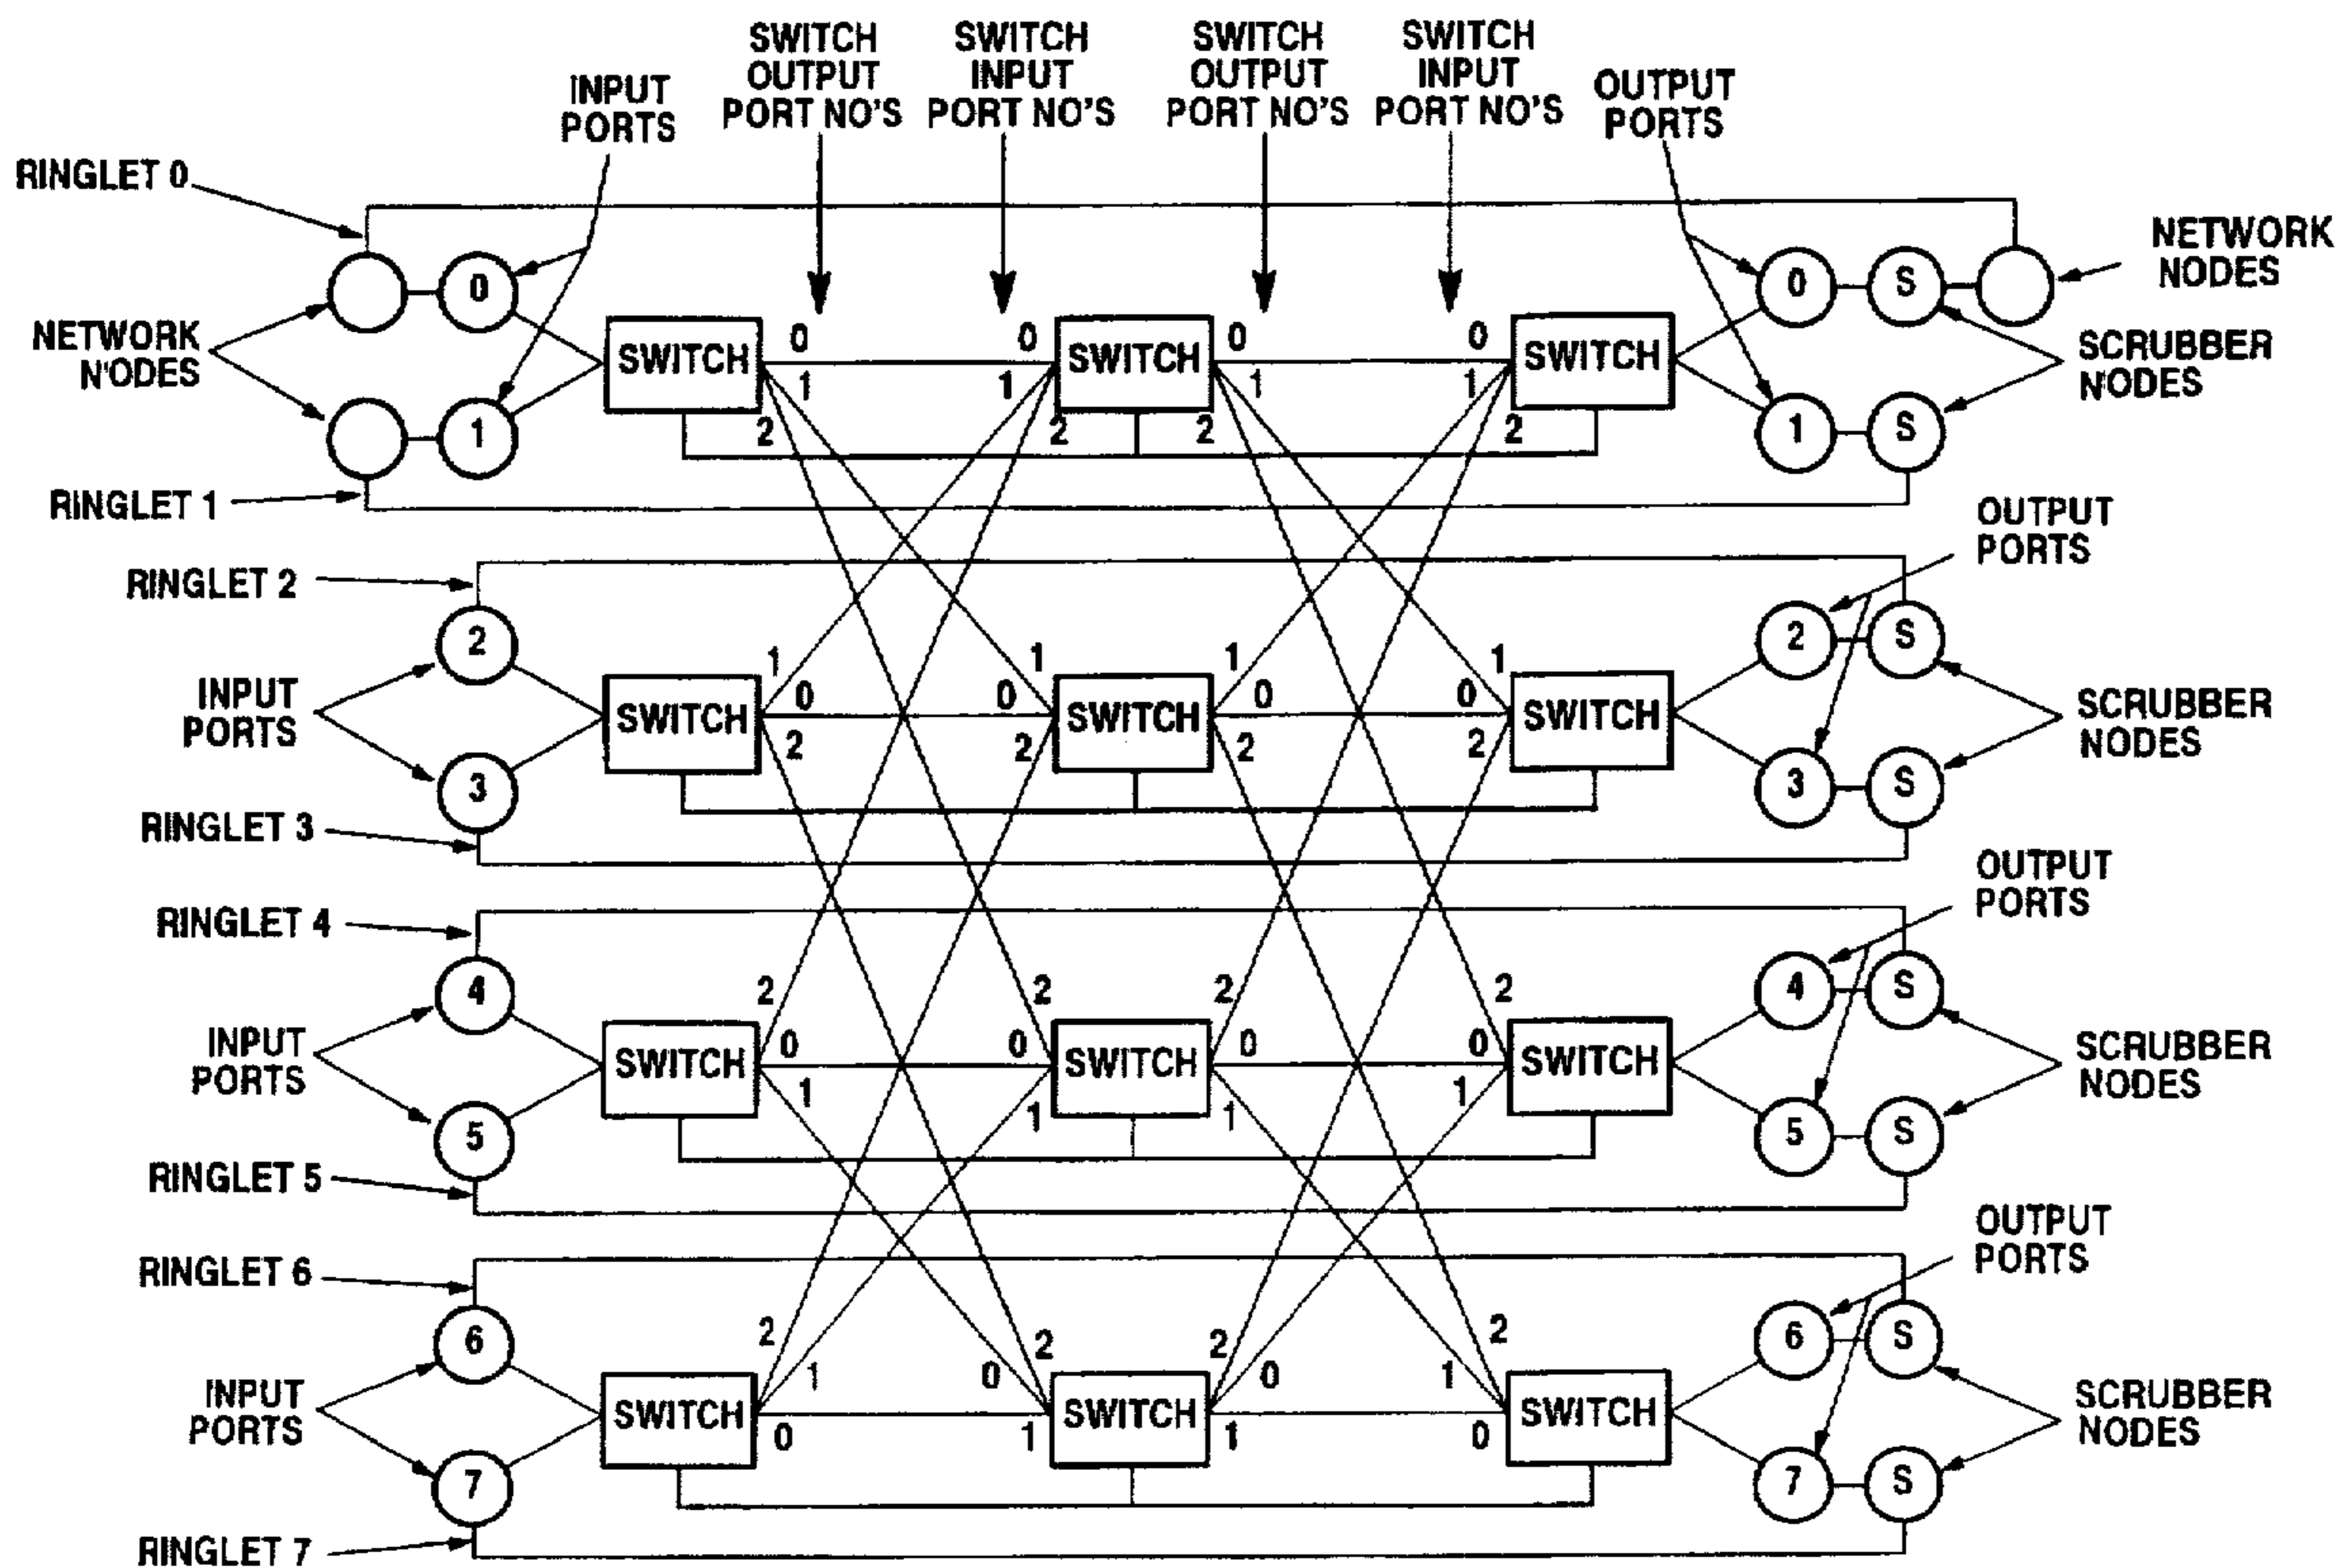 SWITCH
OUTPUT
PORT NO'S
SWITCH
INPUT
PORT NO'S
SWITCH
OUTPUT
PORT NO'S
SWITCH
INPUT
PORT NO'S
INPUT
PORTS
OUTPUT
PORTS
RINGLET 0
NETWORK
NODES
0
0
S
NETWORK
N'ODES
SWITCH
0
0
SWITCH
0
0
SWITCH
SCRUBBER
NODES
1
1
1
1
1
2
2
2
2
1
S
RINGLET 1
OUTPUT
PORTS
RINGLET 2
2
2
S
1
1
1
1
INPUT
PORTS
SWITCH
0
0
SWITCH
0
0
SWITCH
SCRUBBER
NODES
2
2
2
2
3
3
S
RINGLET 3
OUTPUT
PORTS
RINGLET 4
4
4
S
2
2
2
2
INPUT
PORTS
SWITCH
0
0
SWITCH
0
0
SWITCH
SCRUBBER
NODES
1
1
1
1
5
5
S
RINGLET 5
OUTPUT
PORTS
RINGLET 6
6
6
S
2
2
2
2
1
0
0
1
INPUT
PORTS
SWITCH
SWITCH
SWITCH
SCRUBBER
NODES
0
1
1
0
7
7
S
RINGLET 7